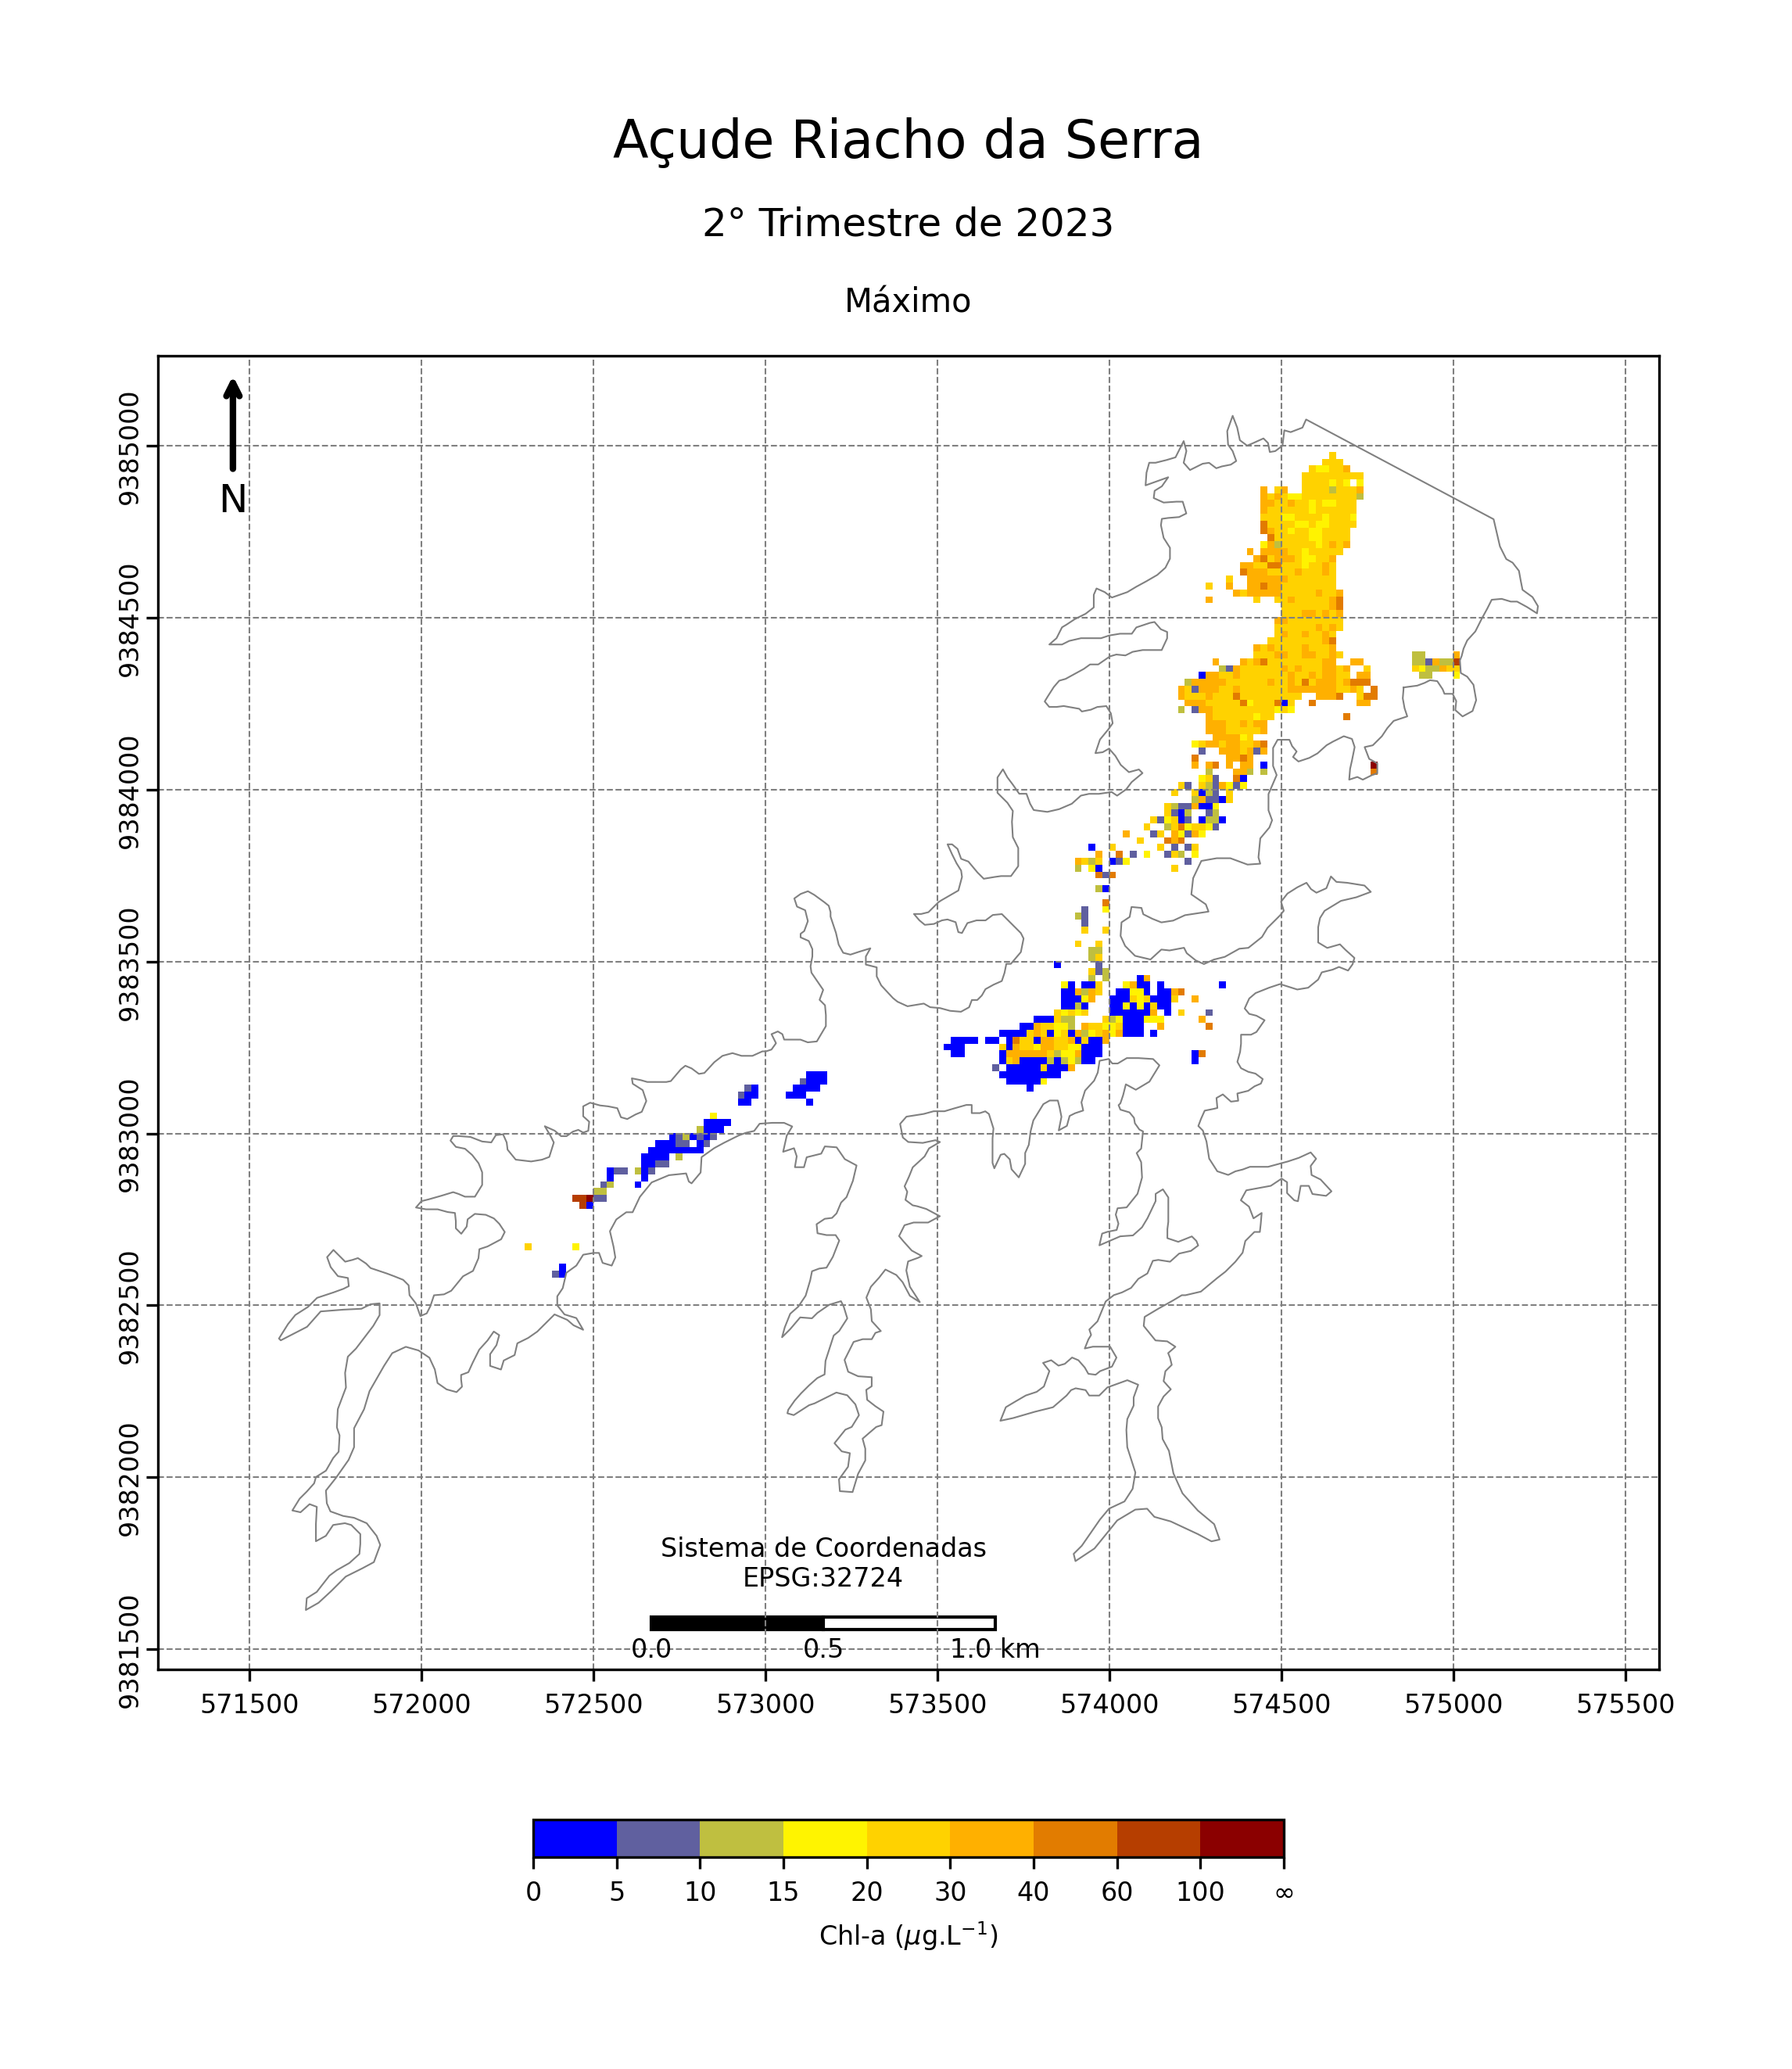 Açude Riacho da Serra
2° Trimestre de 2023
Máximo
N
9385000
9384500
9384000
9383500
9383000
9382500
9382000
9381500
Sistema de Coordenadas
EPSG:32724
0.0 0.5 1.0 km
571500 572000 572500 573000 573500 574000 574500 575000 575500
0 5 10 15 20 30 40 60 100 ∞
Chl-a (μg.L⁻¹)